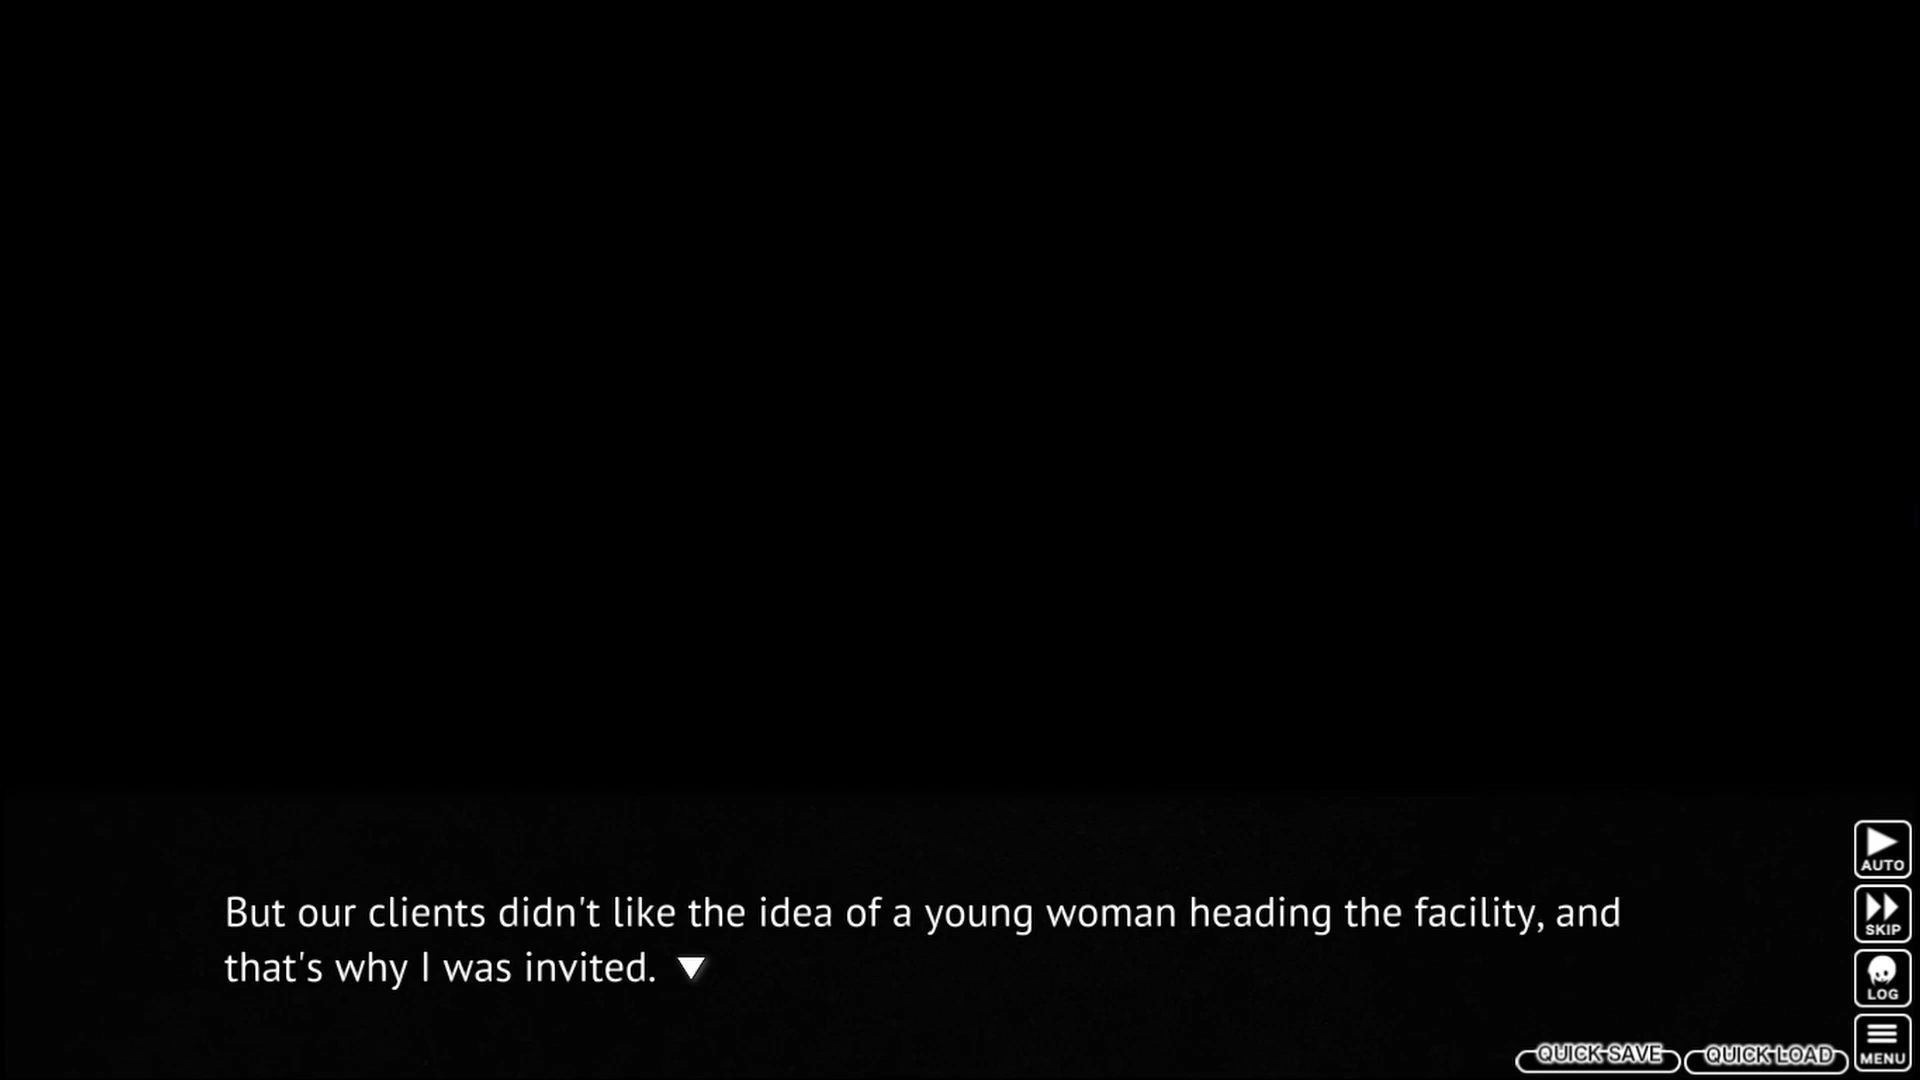 But our clients didn't like the idea of a young woman heading the facility, and
that's why I was invited.
AUTO
SKIP
LOG
MENU
QUICK SAVE
QUICK LOAD